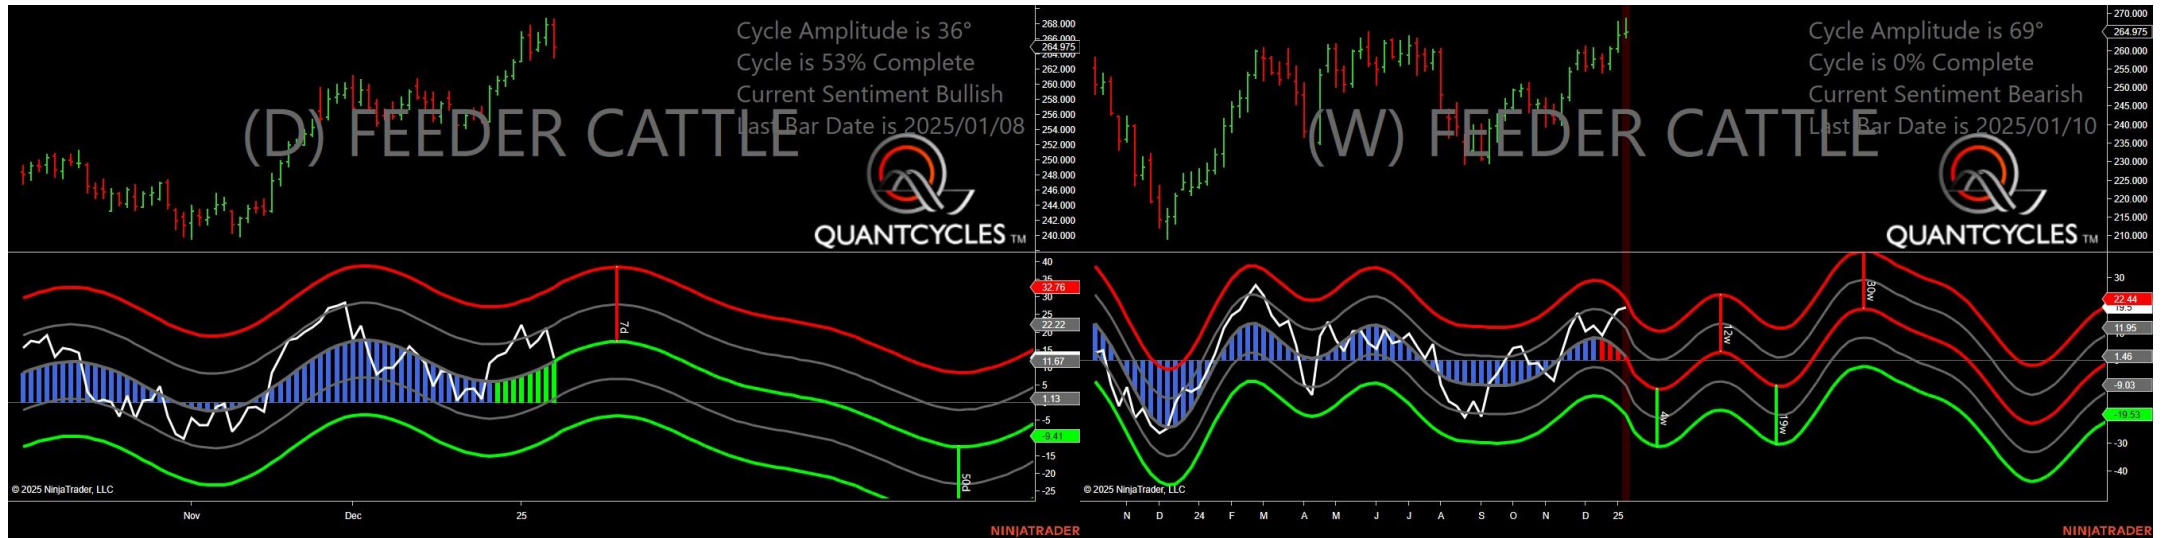 Cycle Amplitude is 36°
Cycle is 53% Complete
Current Sentiment Bullish
Last Bar Date is 2025/01/08
(D) FEEDER CATTLE
QUANTCYCLES TM
268.000
266.000
264.975
264.000
262.000
260.000
258.000
256.000
254.000
252.000
250.000
248.000
246.000
244.000
242.000
240.000
40
35
32.76
30
25
22.22
20
15
11.67
10
5
1.13
-5
-9.41
-15
-20
-25
7d
50d
© 2025 NinjaTrader, LLC
Nov
Dec
25
NINJATRADER
Cycle Amplitude is 69°
Cycle is 0% Complete
Current Sentiment Bearish
Last Bar Date is 2025/01/10
(W) FEEDER CATTLE
QUANTCYCLES TM
270.000
264.975
260.000
255.000
250.000
245.000
240.000
235.000
230.000
225.000
220.000
215.000
210.000
30
22.44
19.5
11.95
1.46
-9.03
-19.53
-30
-40
4w
12w
19w
30w
© 2025 NinjaTrader, LLC
N D 24 F M A M J J A S O N D 25
NINJATRADER